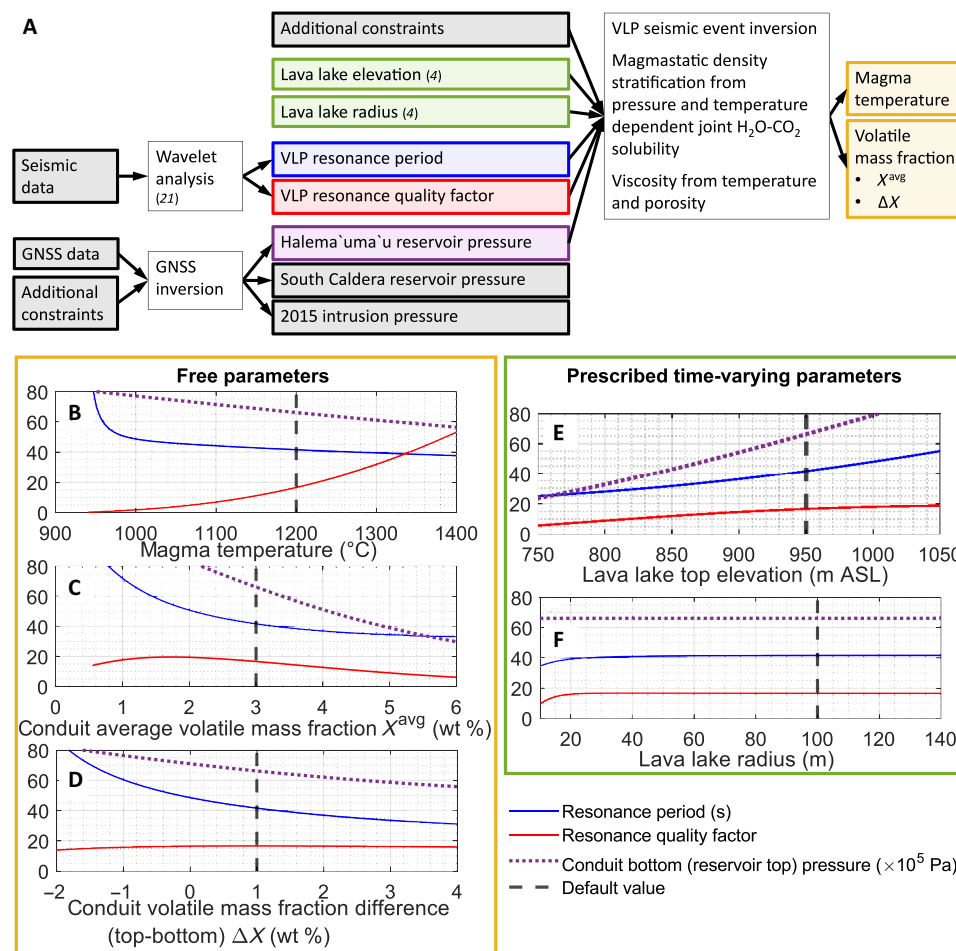 A
Additional constraints
Lava lake elevation (4)
Lava lake radius (4)
Seismic
data
Wavelet
analysis
(21)
VLP resonance period
VLP resonance quality factor
GNSS data
Additional
constraints
GNSS
inversion
Halema`uma`u reservoir pressure
South Caldera reservoir pressure
2015 intrusion pressure
VLP seismic event inversion
Magmastatic density
stratification from
pressure and temperature
dependent joint H₂O-CO₂
solubility
Viscosity from temperature
and porosity
Magma
temperature
Volatile
mass fraction
• Xᵃᵛᵍ
• ΔX
Free parameters
B
80
60
40
20
0
900 1000 1100 1200 1300 1400
Magma temperature (°C)
C
80
60
40
20
0
0 1 2 3 4 5 6
Conduit average volatile mass fraction Xᵃᵛᵍ (wt %)
D
80
60
40
20
0
−2 −1 0 1 2 3 4
Conduit volatile mass fraction difference
(top-bottom) ΔX (wt %)
Prescribed time-varying parameters
E
80
60
40
20
0
750 800 850 900 950 1000 1050
Lava lake top elevation (m ASL)
F
80
60
40
20
0
20 40 60 80 100 120 140
Lava lake radius (m)
Resonance period (s)
Resonance quality factor
Conduit bottom (reservoir top) pressure (×10⁵ Pa)
Default value